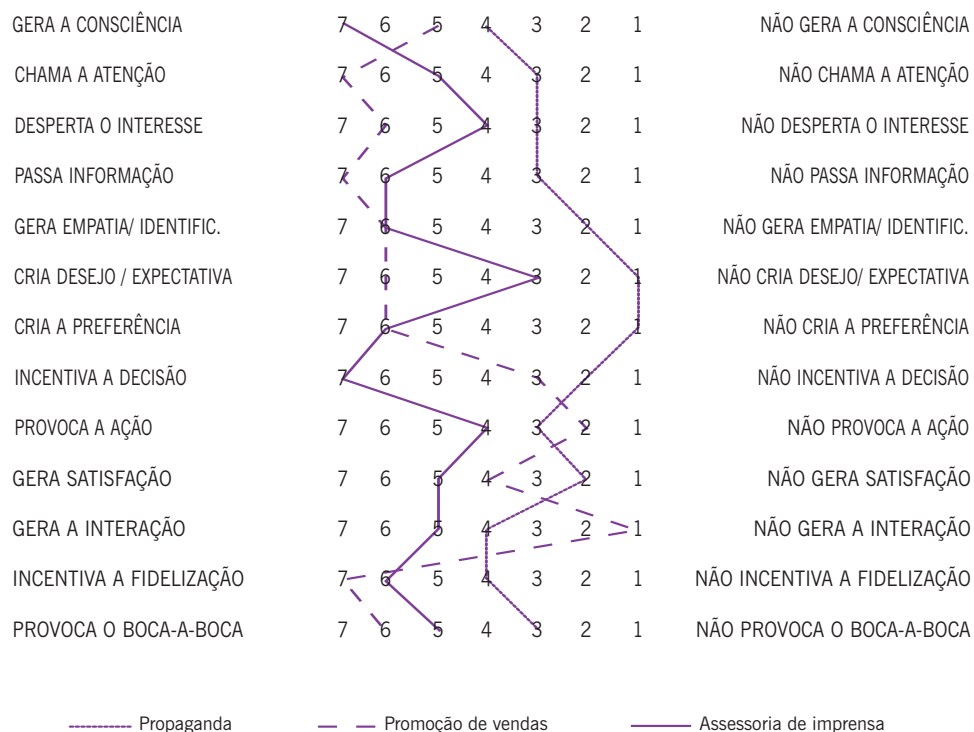 GERA A CONSCIÊNCIA 7 6 5 4 3 2 1 NÃO GERA A CONSCIÊNCIA
CHAMA A ATENÇÃO 7 6 5 4 3 2 1 NÃO CHAMA A ATENÇÃO
DESPERTA O INTERESSE 7 6 5 4 3 2 1 NÃO DESPERTA O INTERESSE
PASSA INFORMAÇÃO 7 6 5 4 3 2 1 NÃO PASSA INFORMAÇÃO
GERA EMPATIA/ IDENTIFIC. 7 6 5 4 3 2 1 NÃO GERA EMPATIA/ IDENTIFIC.
CRIA DESEJO / EXPECTATIVA 7 6 5 4 3 2 1 NÃO CRIA DESEJO/ EXPECTATIVA
CRIA A PREFERÊNCIA 7 6 5 4 3 2 1 NÃO CRIA A PREFERÊNCIA
INCENTIVA A DECISÃO 7 6 5 4 3 2 1 NÃO INCENTIVA A DECISÃO
PROVOCA A AÇÃO 7 6 5 4 3 2 1 NÃO PROVOCA A AÇÃO
GERA SATISFAÇÃO 7 6 5 4 3 2 1 NÃO GERA SATISFAÇÃO
GERA A INTERAÇÃO 7 6 5 4 3 2 1 NÃO GERA A INTERAÇÃO
INCENTIVA A FIDELIZAÇÃO 7 6 5 4 3 2 1 NÃO INCENTIVA A FIDELIZAÇÃO
PROVOCA O BOCA-A-BOCA 7 6 5 4 3 2 1 NÃO PROVOCA O BOCA-A-BOCA
Propaganda Promoção de vendas Assessoria de imprensa